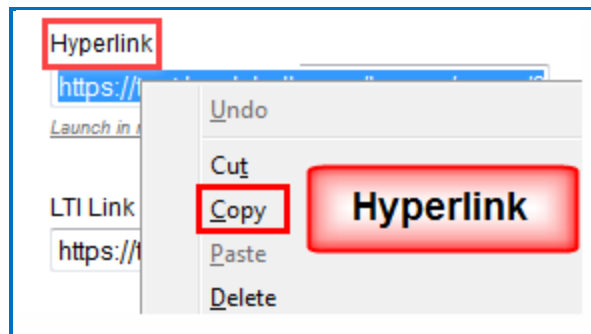 Hyperlink
https://t
Launch in
Undo
Cut
Copy
Hyperlink
LTI Link
https://t
Paste
Delete